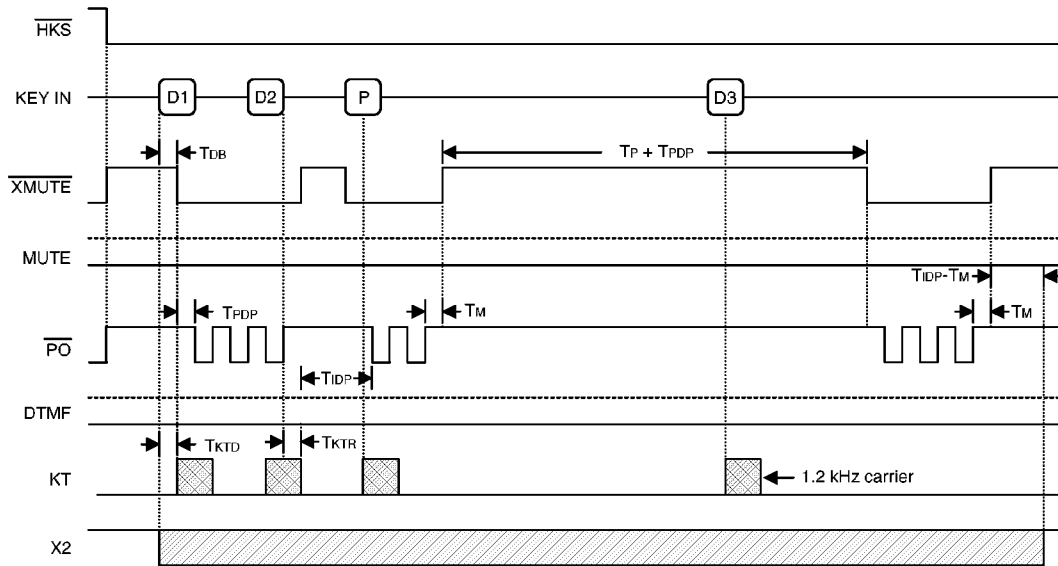 HKS
KEY IN D1 D2 P D3
TDB TP + TPDP
XMUTE
MUTE
TIDP-TM
TPDP TM TM
PO
TIDP
DTMF
TKTD TKTR
KT 1.2 kHz carrier
X2